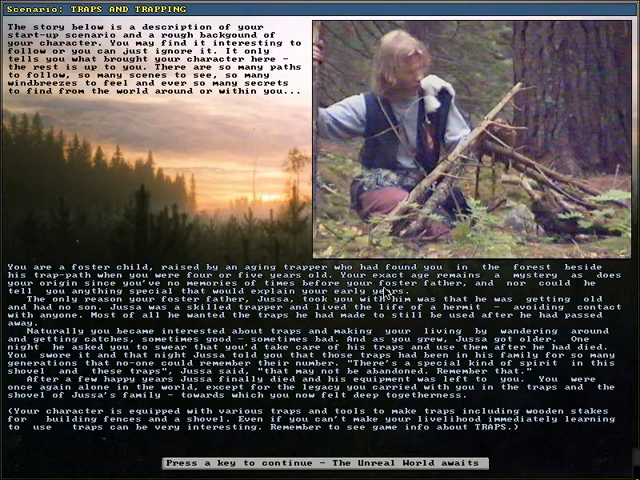 Scenario: TRAPS AND TRAPPING
The story below is a description of your
start-up scenario and a rough backgound of
your character. You may find it interesting to
follow or you can just ignore it. It only
tells you what brought your character here -
the rest is up to you. There are so many paths
to follow, so many scenes to see, so many
windbreezes to feel and ever so many secrets
to find from the world around or within you...
You are a foster child, raised by an aging trapper who had found you in the forest beside
his trap-path when you were four or five years old. Your exact age remains a mystery as does
your origin since you've no memories of times before your foster father, and nor could he
tell you anything special that would explain your early years.
The only reason your foster father, Jussa, took you with him was that he was getting old
and had no son. Jussa was a skilled trapper and lived the life of a hermit - avoiding contact
with anyone. Most of all he wanted the traps he had made to still be used after he had passed
away.
Naturally you became interested about traps and making your living by wandering around
and getting catches, sometimes good - sometimes bad. And as you grew, Jussa got older. One
night he asked you to swear that you'd take care of his traps and use them after he had died.
You swore it and that night Jussa told you that those traps had been in his family for so many
generations that no-one could remember their number. "There's a special kind of spirit in this
shovel and these traps", Jussa said, "that may not be abandoned. Remember that."
After a few happy years Jussa finally died and his equipment was left to you. You were
once again alone in the world, except for the legacy you carried with you in the traps and the
shovel of Jussa's family - towards which you now felt deep togetherness.
(Your character is equipped with various traps and tools to make traps including wooden stakes
for building fences and a shovel. Even if you can't make your livelihood immediately learning
to use traps can be very interesting. Remember to see game info about TRAPS.)
Press a key to continue - The Unreal World awaits